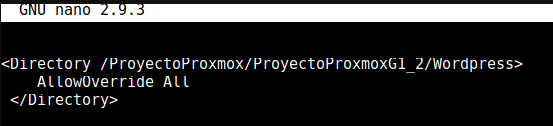 GNU nano 2.9.3
<Directory /ProyectoProxmox/ProyectoProxmoxG1_2/Wordpress>
AllowOverride All
</Directory>